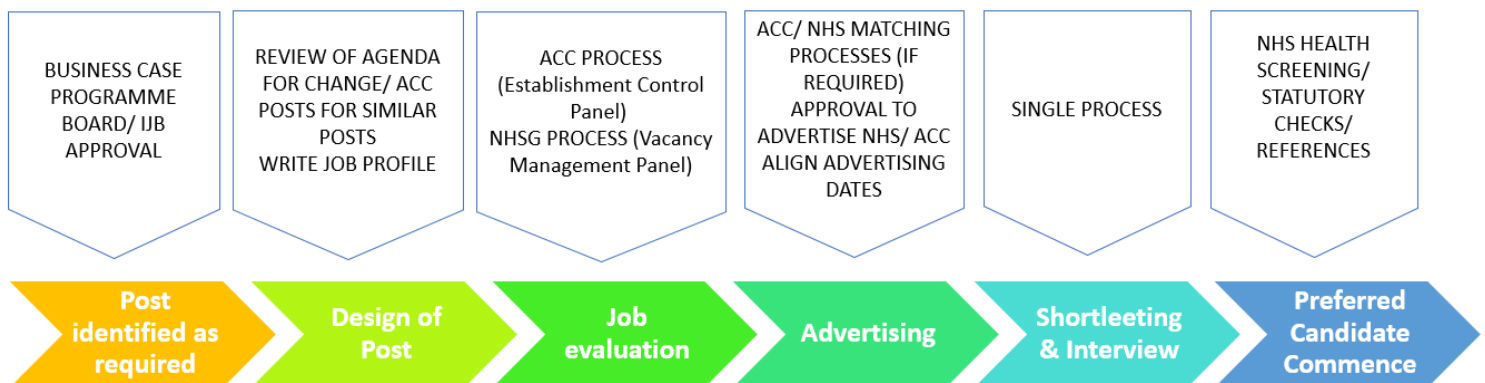 BUSINESS CASE
PROGRAMME
BOARD/ IJB
APPROVAL
REVIEW OF AGENDA
FOR CHANGE/ ACC
POSTS FOR SIMILAR
POSTS
WRITE JOB PROFILE
ACC PROCESS
(Establishment Control
Panel)
NHSG PROCESS (Vacancy
Management Panel)
ACC/ NHS MATCHING
PROCESSES (IF
REQUIRED)
APPROVAL TO
ADVERTISE NHS/ ACC
ALIGN ADVERTISING
DATES
SINGLE PROCESS
NHS HEALTH
SCREENING/
STATUTORY
CHECKS/
REFERENCES
Post
identified as
required
Design of
Post
Job
evaluation
Advertising
Shortleeting
& Interview
Preferred
Candidate
Commence